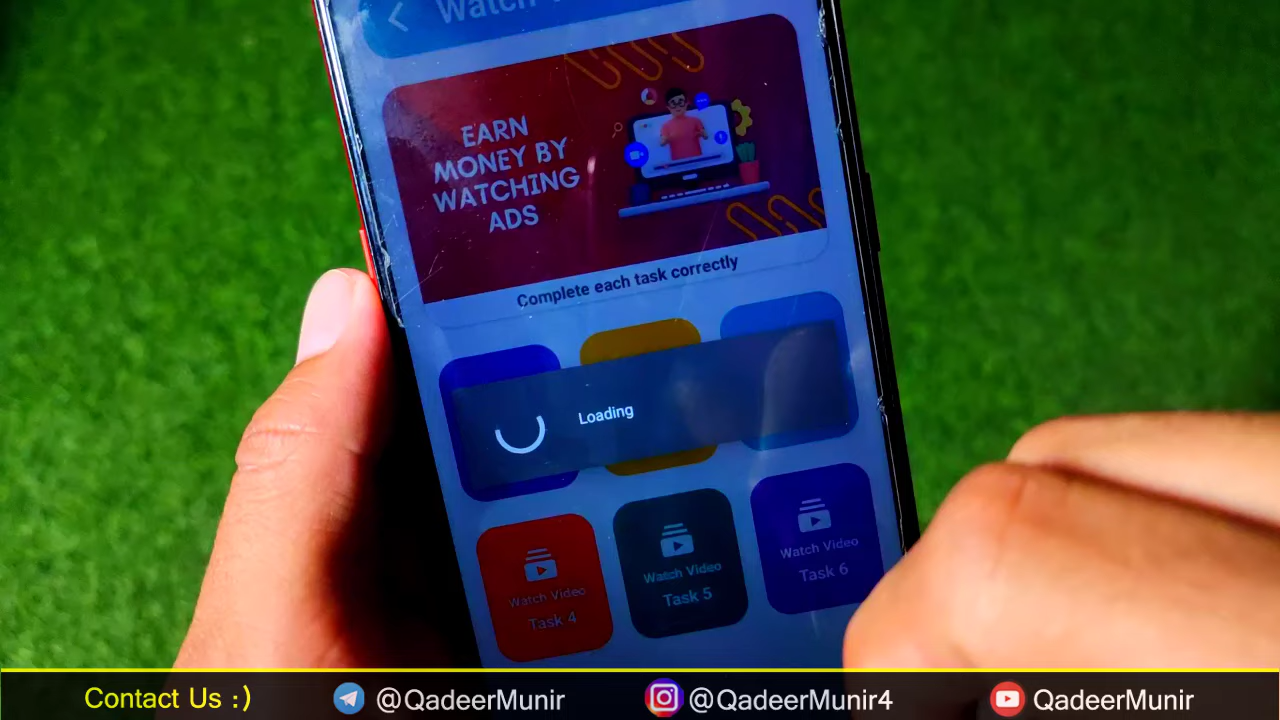 Watch
EARN
MONEY BY
WATCHING
ADS
Complete each task correctly
Loading
Watch Video
Task 4
Watch Video
Task 5
Watch Video
Task 6
Contact Us :)
@QadeerMunir
@QadeerMunir4
QadeerMunir